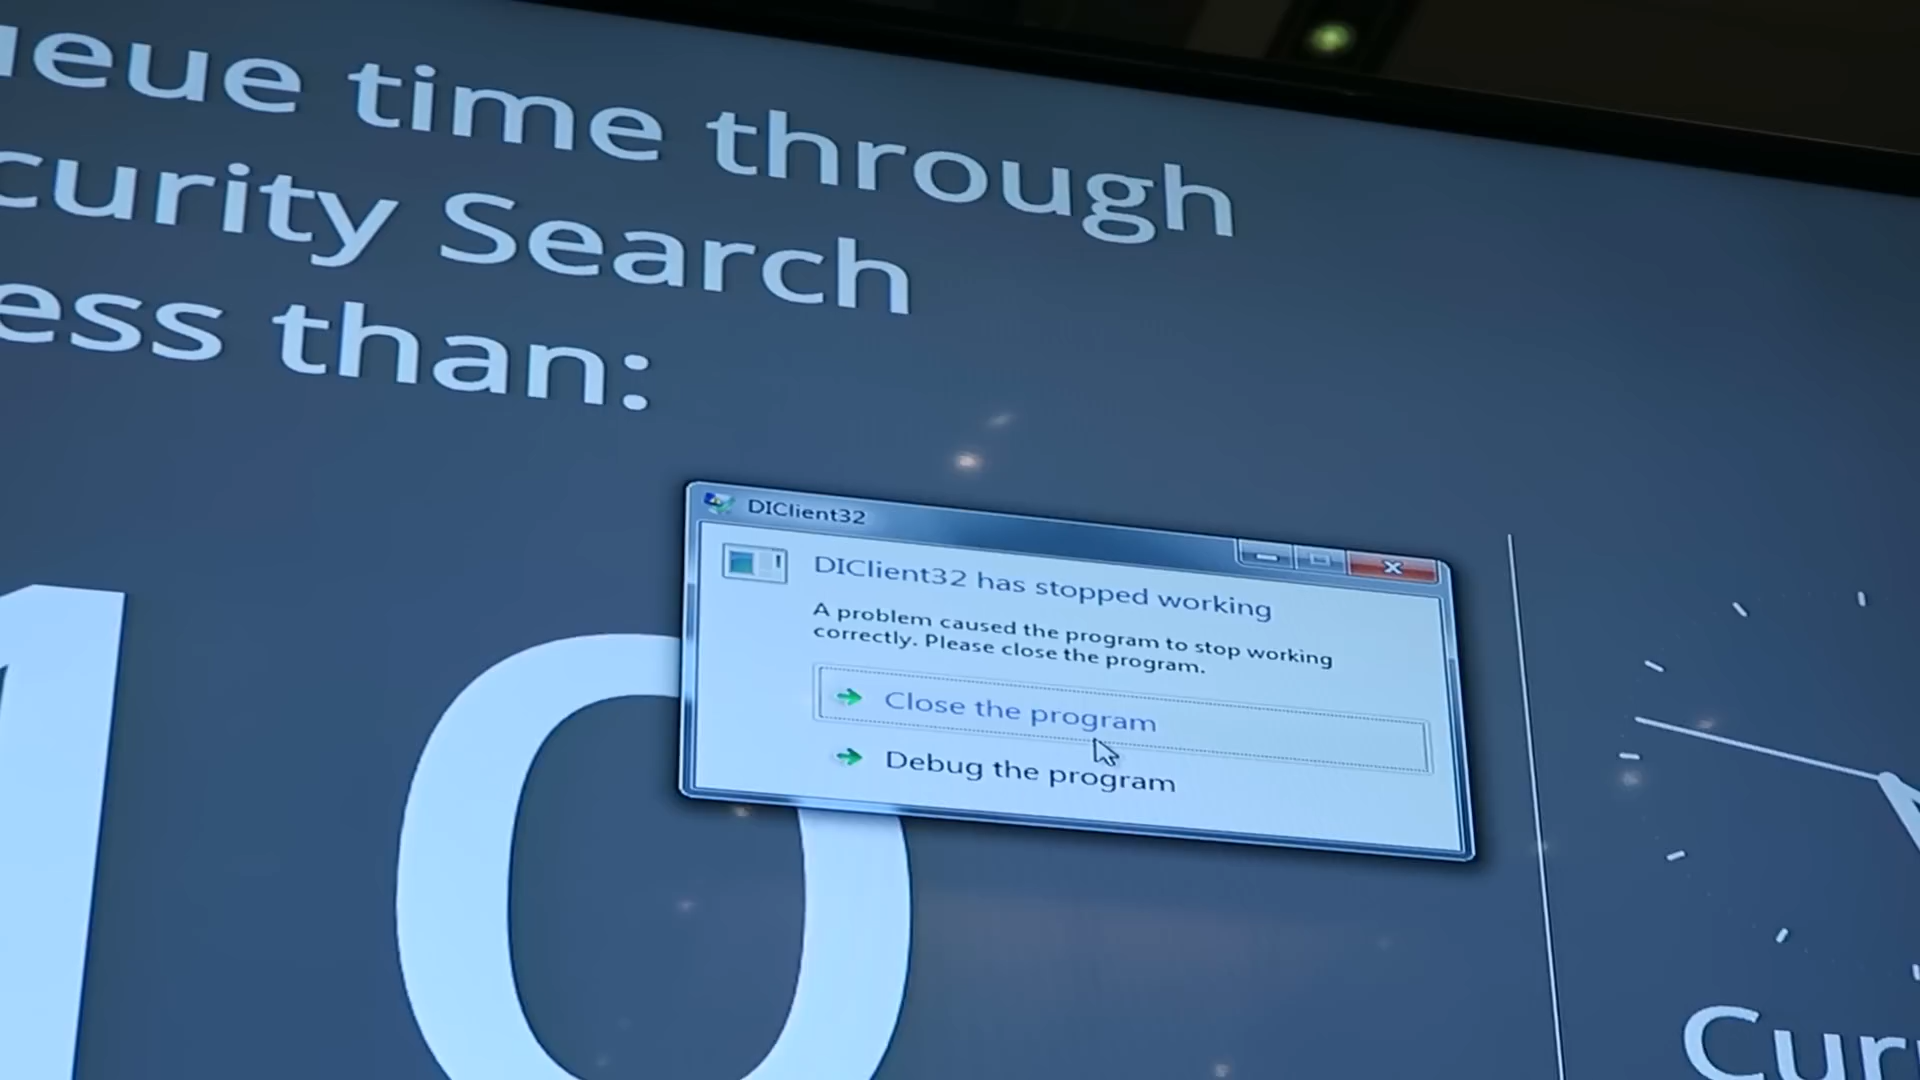 ueue time through
curity Search
ess than:
10
DIClient32
DIClient32 has stopped working
A problem caused the program to stop working
correctly. Please close the program.
Close the program
Debug the program
Curr